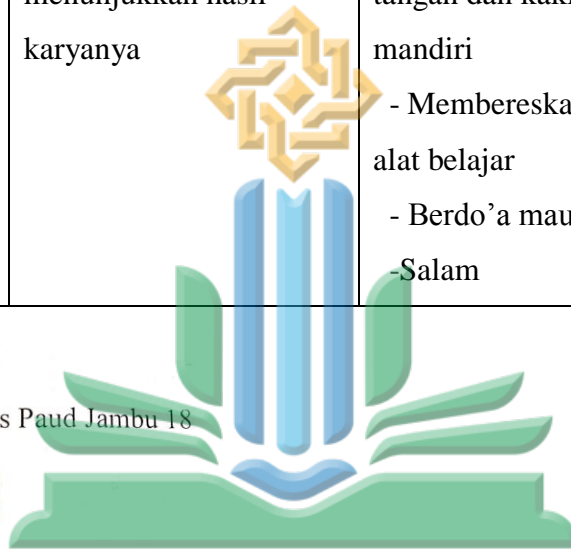 menunjukkan hasil
karyanya
tangan dan kaki
mandiri
- Membereska
alat belajar
- Berdo’a mau
-Salam
s Paud Jambu 18